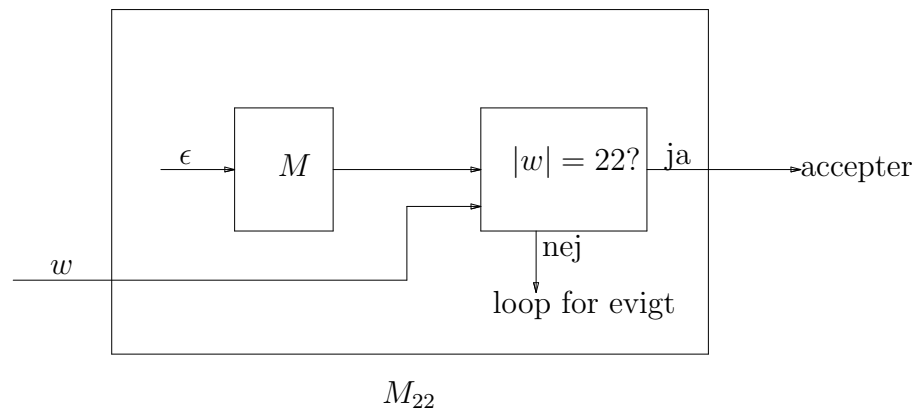 ϵ
M
|w| = 22?
ja
accepter
w
nej
loop for evigt
M₂₂